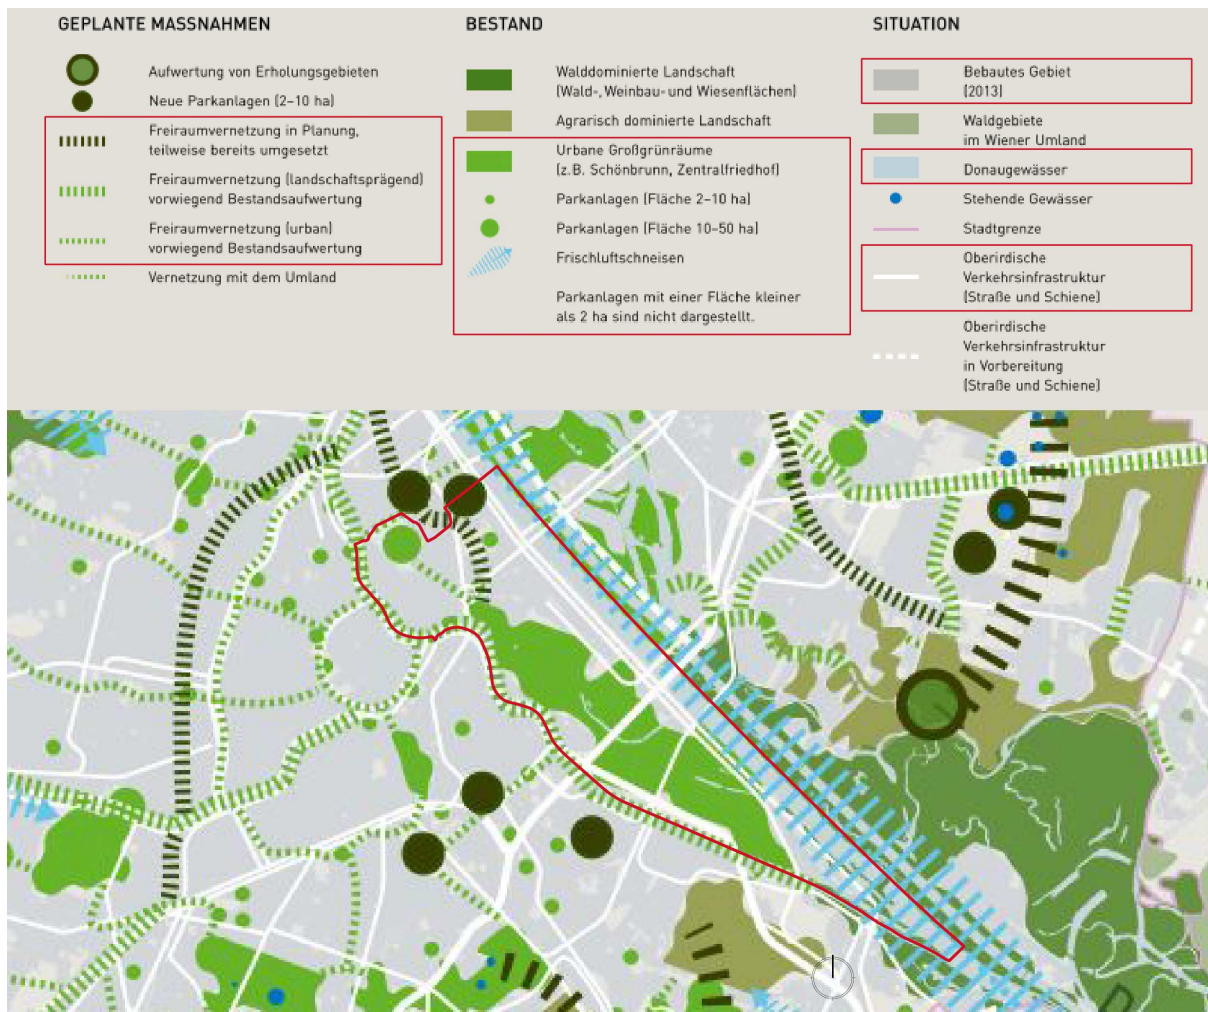 GEPLANTE MASSNAHMEN
Aufwertung von Erholungsgebieten
Neue Parkanlagen (2–10 ha)
Freiraumvernetzung in Planung,
teilweise bereits umgesetzt
Freiraumvernetzung (landschaftsprägend)
vorwiegend Bestandsaufwertung
Freiraumvernetzung (urban)
vorwiegend Bestandsaufwertung
Vernetzung mit dem Umland
BESTAND
Walddominierte Landschaft
(Wald-, Weinbau- und Wiesenflächen)
Agrarisch dominierte Landschaft
Urbane Großgrünräume
(z.B. Schönbrunn, Zentralfriedhof)
Parkanlagen (Fläche 2–10 ha)
Parkanlagen (Fläche 10–50 ha)
Frischluftschneisen
Parkanlagen mit einer Fläche kleiner
als 2 ha sind nicht dargestellt.
SITUATION
Bebautes Gebiet
(2013)
Waldgebiete
im Wiener Umland
Donaugewässer
Stehende Gewässer
Stadtgrenze
Oberirdische
Verkehrsinfrastruktur
(Straße und Schiene)
Oberirdische
Verkehrsinfrastruktur
in Vorbereitung
(Straße und Schiene)